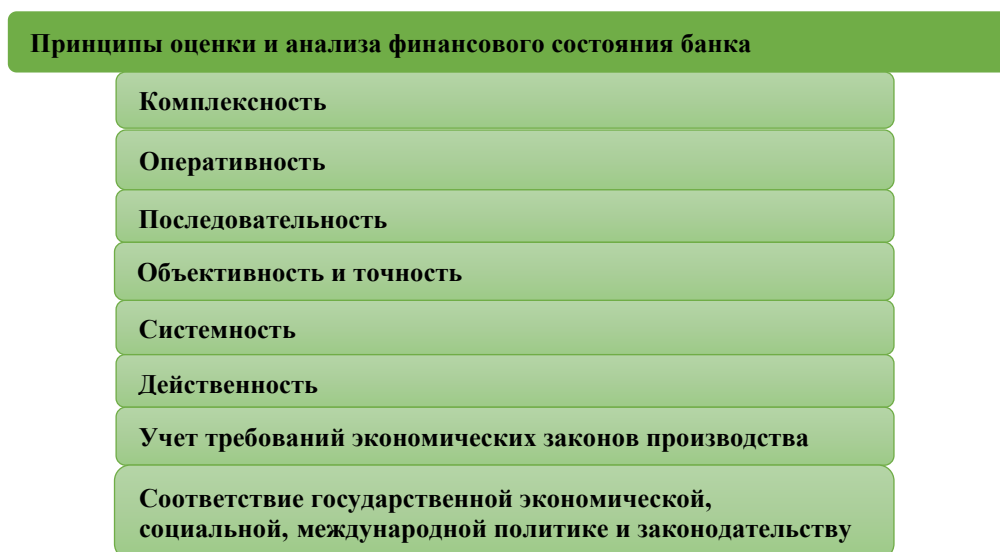 Принципы оценки и анализа финансового состояния банка
Комплексность
Оперативность
Последовательность
Объективность и точность
Системность
Действенность
Учет требований экономических законов производства
Соответствие государственной экономической,
социальной, международной политике и законодательству